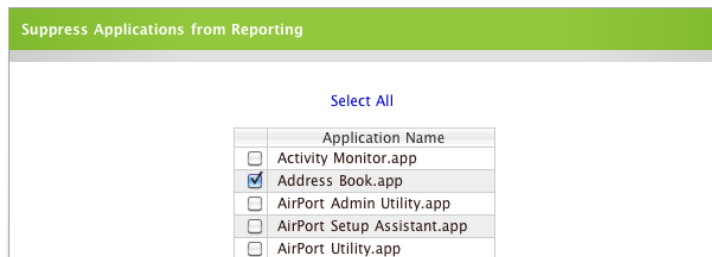 Suppress Applications from Reporting
Select All
Application Name
Activity Monitor.app
Address Book.app
AirPort Admin Utility.app
AirPort Setup Assistant.app
AirPort Utility.app